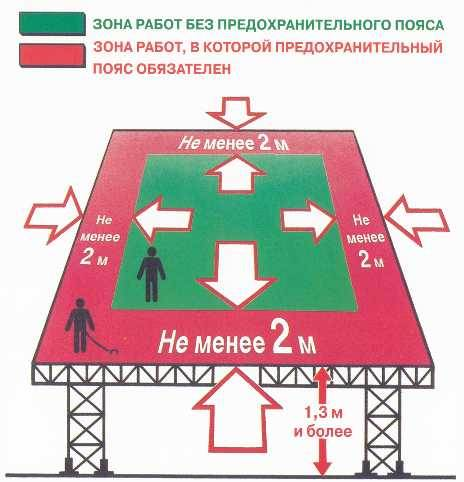 ЗОНА РАБОТ БЕЗ ПРЕДОХРАНИТЕЛЬНОГО ПОЯСА
ЗОНА РАБОТ, В КОТОРОЙ ПРЕДОХРАНИТЕЛЬНЫЙ
ПОЯС ОБЯЗАТЕЛЕН
Не менее 2 м
Не
менее
2 м
Не
менее
2 м
Не менее 2 м
1,3 м
и более